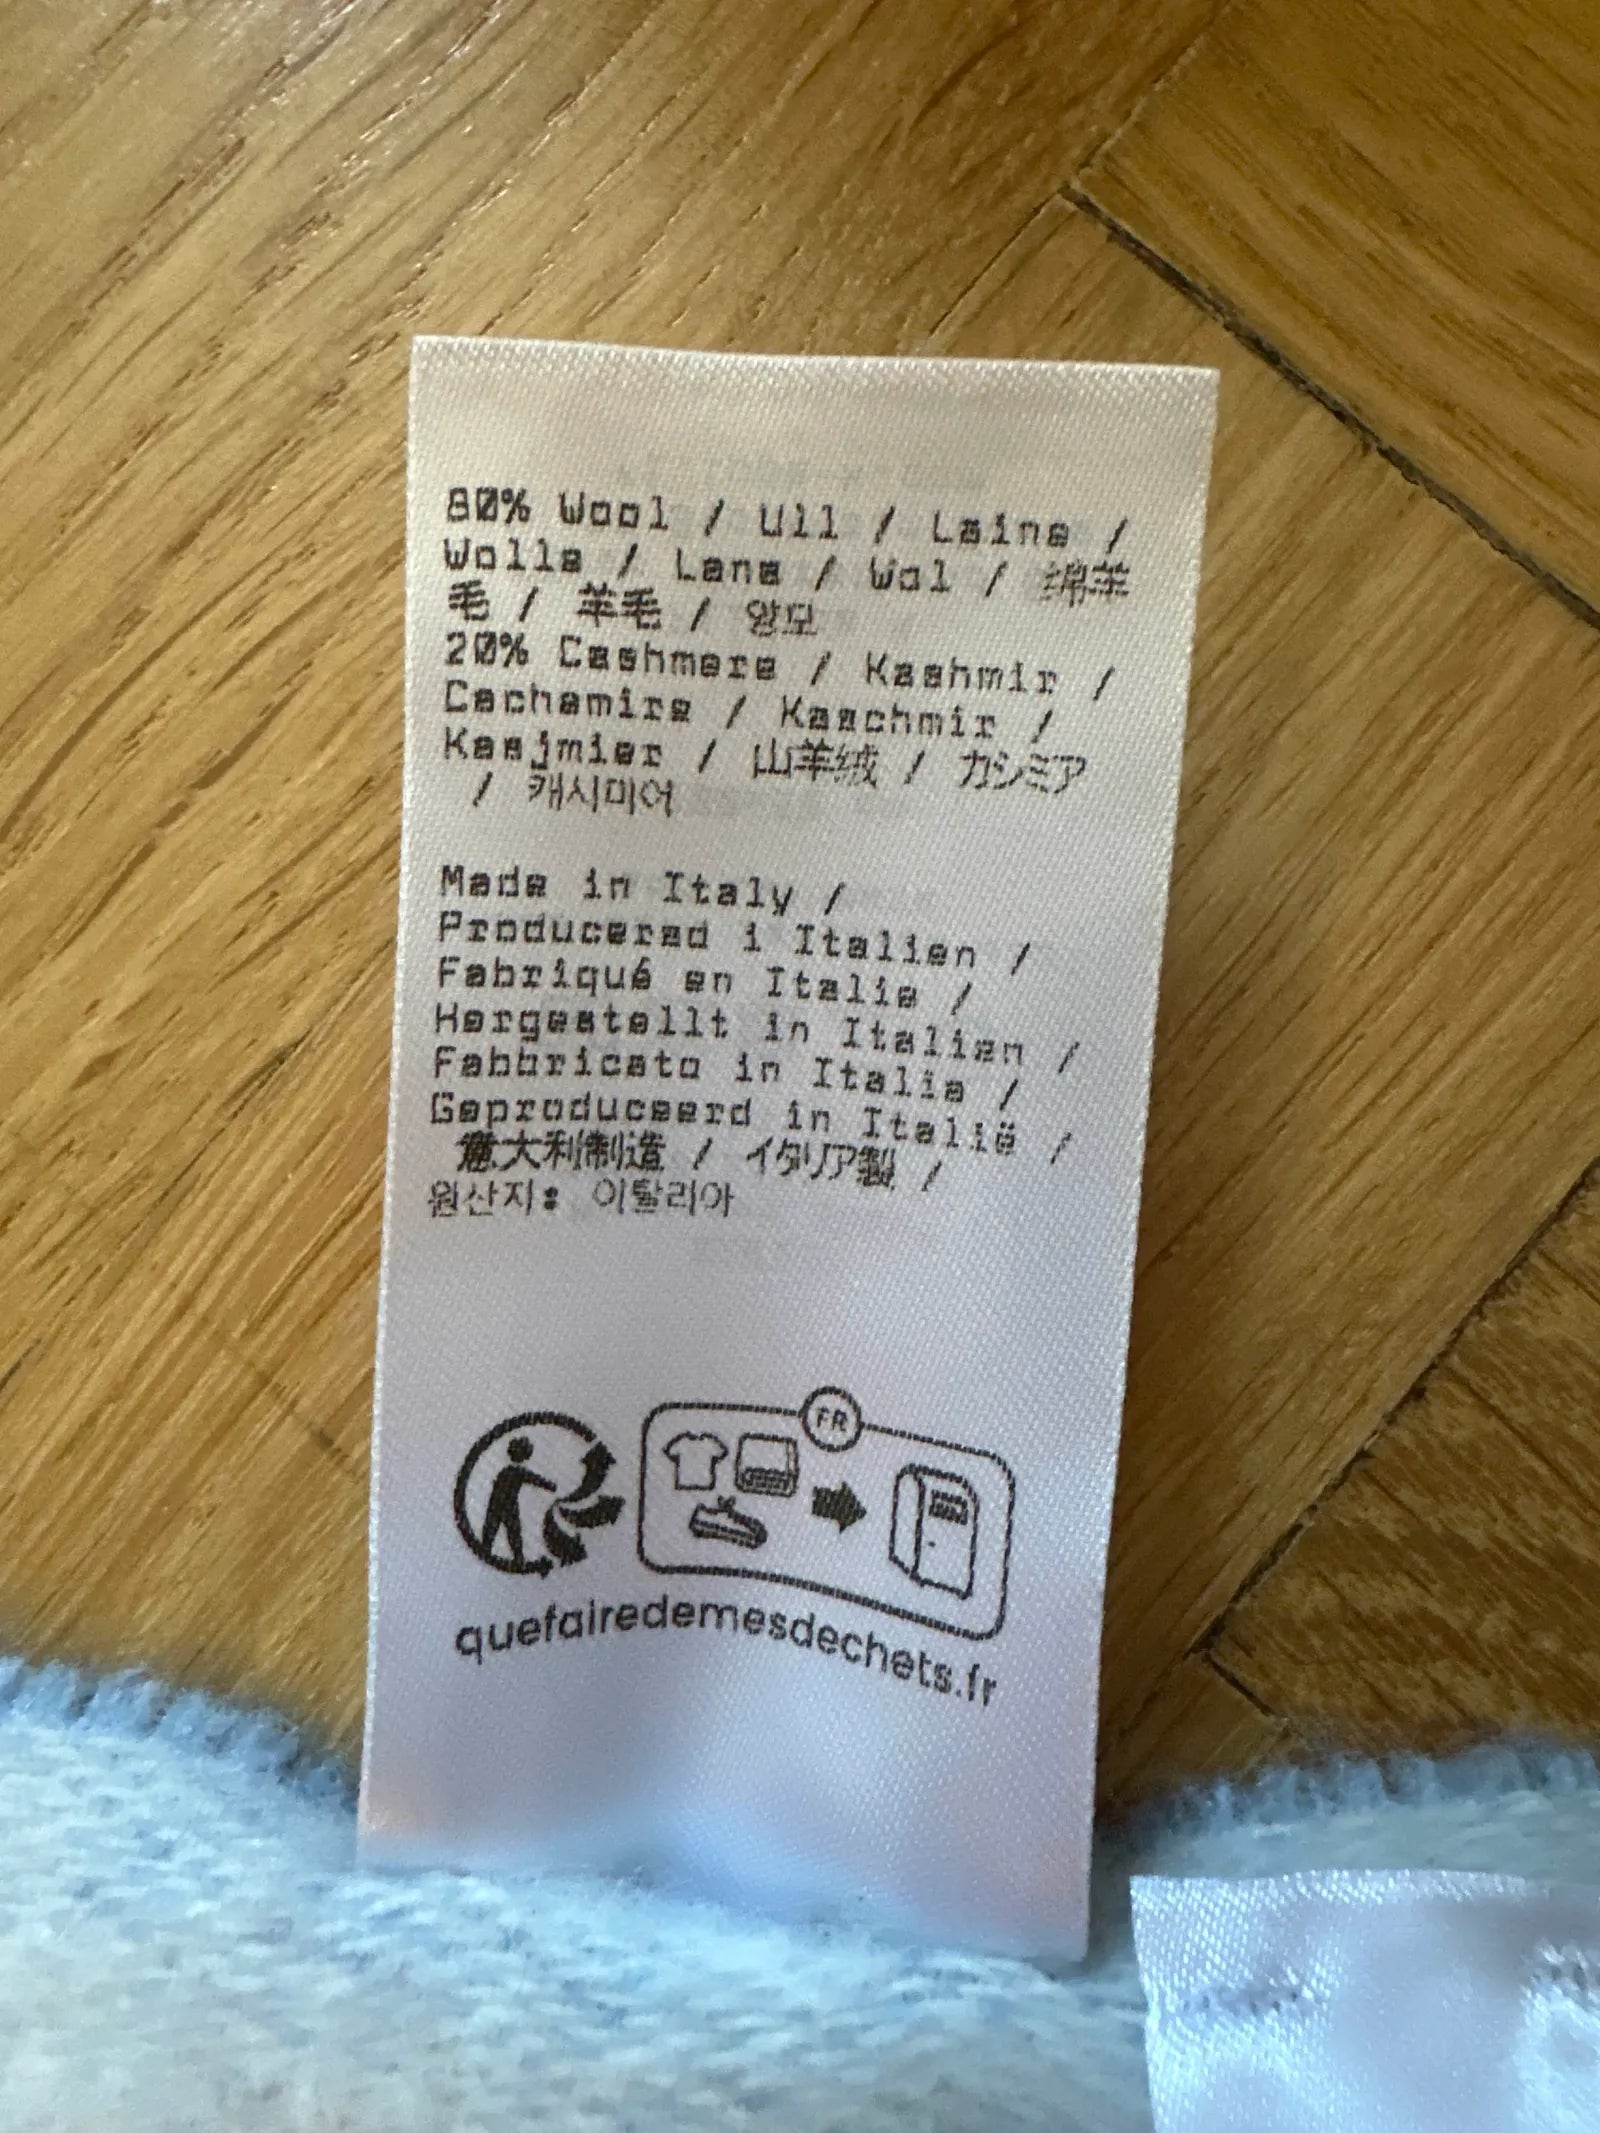 80% Wool / Ull / Laine /
Wolle / Lana / Wol / 绵羊
毛 / 羊毛 / 양모
20% Cashmere / Kashmir /
Cachemire / Kaschmir /
Kasjmier / 山羊绒 / カシミア
/ 캐시미어
Made in Italy /
Producerad i Italien /
Fabriqué en Italie /
Hergestellt in Italien /
Fabbricato in Italia /
Geproduceerd in Italië /
意大利制造 / イタリア製 /
원산지: 이탈리아
FR
quefairedemesdechets.fr